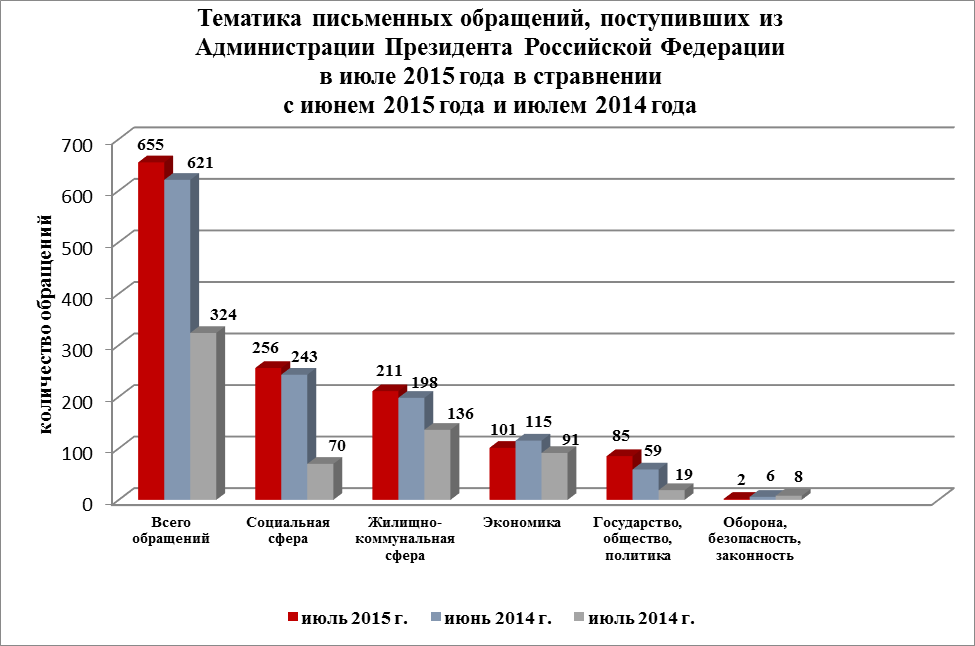 Тематика письменных обращений, поступивших из
Администрации Президента Российской Федерации
в июле 2015 года в стравнении
с июнем 2015 года и июлем 2014 года
количество обращений
700
600
500
400
300
200
100
0
655
621
324
256
243
70
211
198
136
101
115
91
85
59
19
2
6
8
Всего
обращений
Социальная
сфера
Жилищно-
коммунальная
сфера
Экономика
Государство,
общество,
политика
Оборона,
безопасность,
законность
июль 2015 г.
июнь 2014 г.
июль 2014 г.